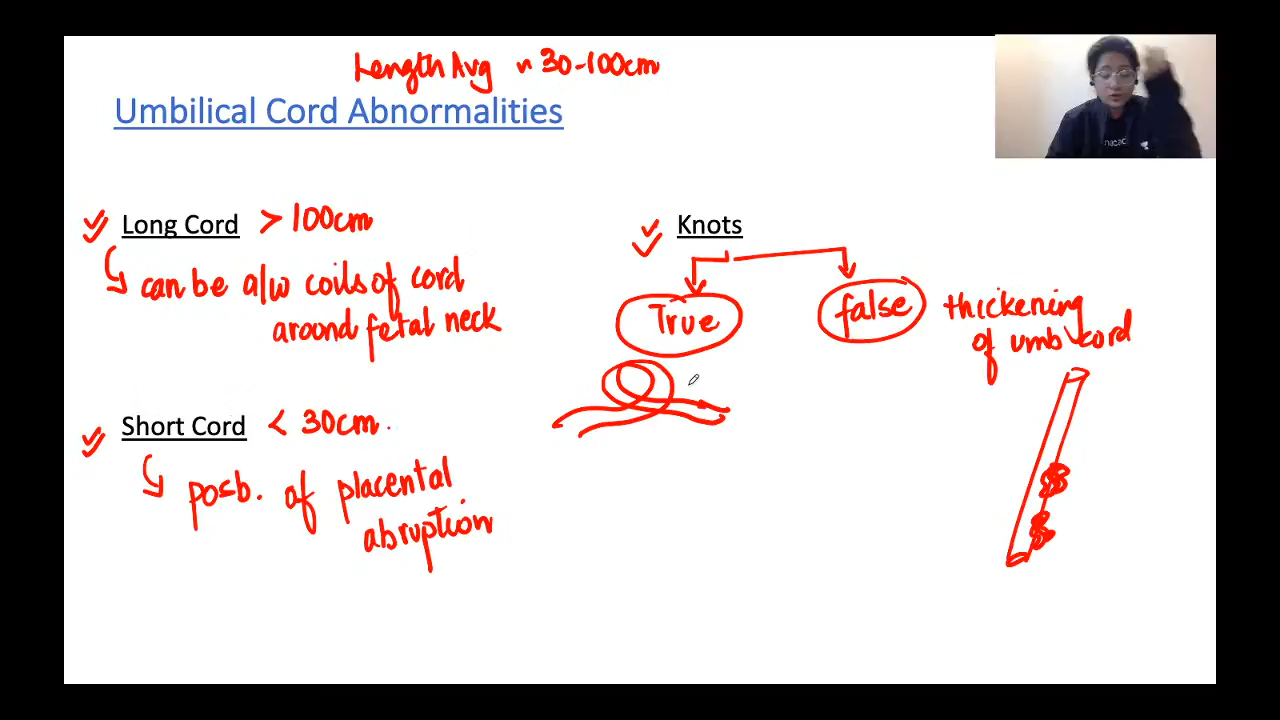 Length Avg ~ 30-100cm
Umbilical Cord Abnormalities
Long Cord > 100cm
can be a/w coils of cord
around fetal neck
Short Cord < 30cm.
posb. of placental
abruption
Knots
True
false
thickening
of umb cord